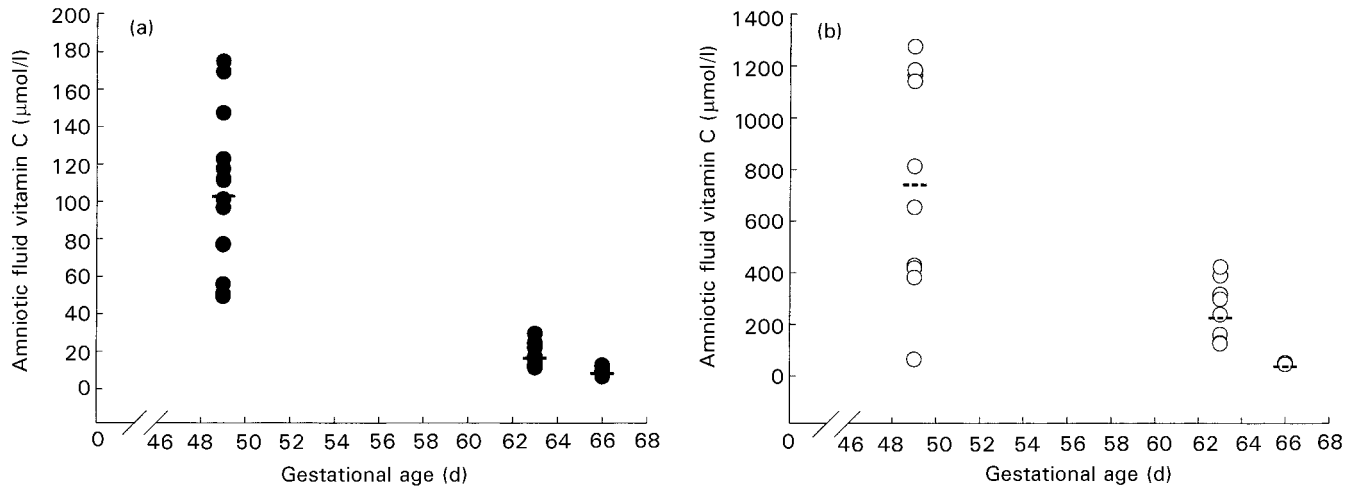 (a)
Amniotic fluid vitamin C (µmol/l)
200
180
160
140
120
100
80
60
40
20
0
0 46 48 50 52 54 56 58 60 62 64 66 68
Gestational age (d)
(b)
Amniotic fluid vitamin C (µmol/l)
1400
1200
1000
800
600
400
200
0
0 46 48 50 52 54 56 58 60 62 64 66 68
Gestational age (d)